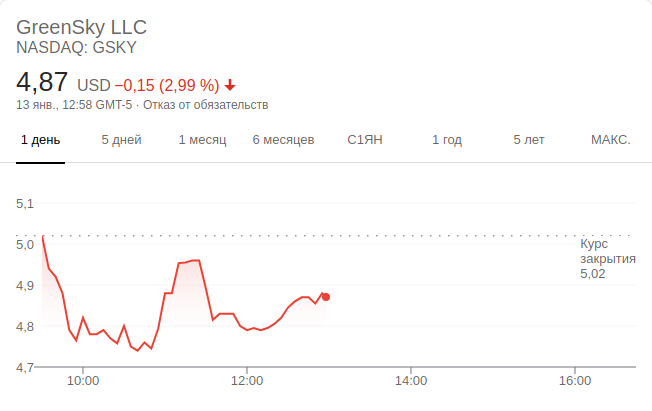 GreenSky LLC
NASDAQ: GSKY
4,87 USD −0,15 (2,99 %)
13 янв., 12:58 GMT-5 · Отказ от обязательств
1 день 5 дней 1 месяц 6 месяцев С1ЯН 1 год 5 лет МАКС.
5,1
5,0
4,9
4,8
4,7
Курс
закрытия
5,02
10:00 12:00 14:00 16:00